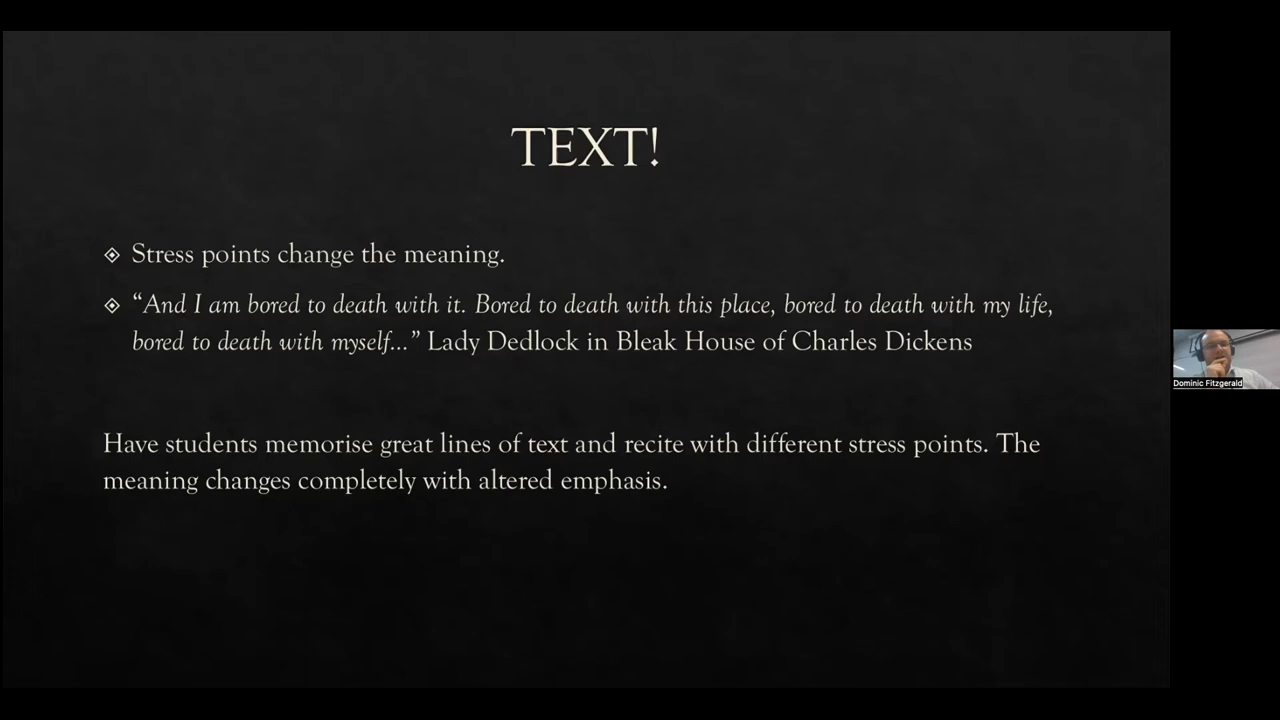 TEXT!
Stress points change the meaning.
“And I am bored to death with it. Bored to death with this place, bored to death with my life,
bored to death with myself...” Lady Dedlock in Bleak House of Charles Dickens
Have students memorise great lines of text and recite with different stress points. The
meaning changes completely with altered emphasis.
Dominic Fitzgerald